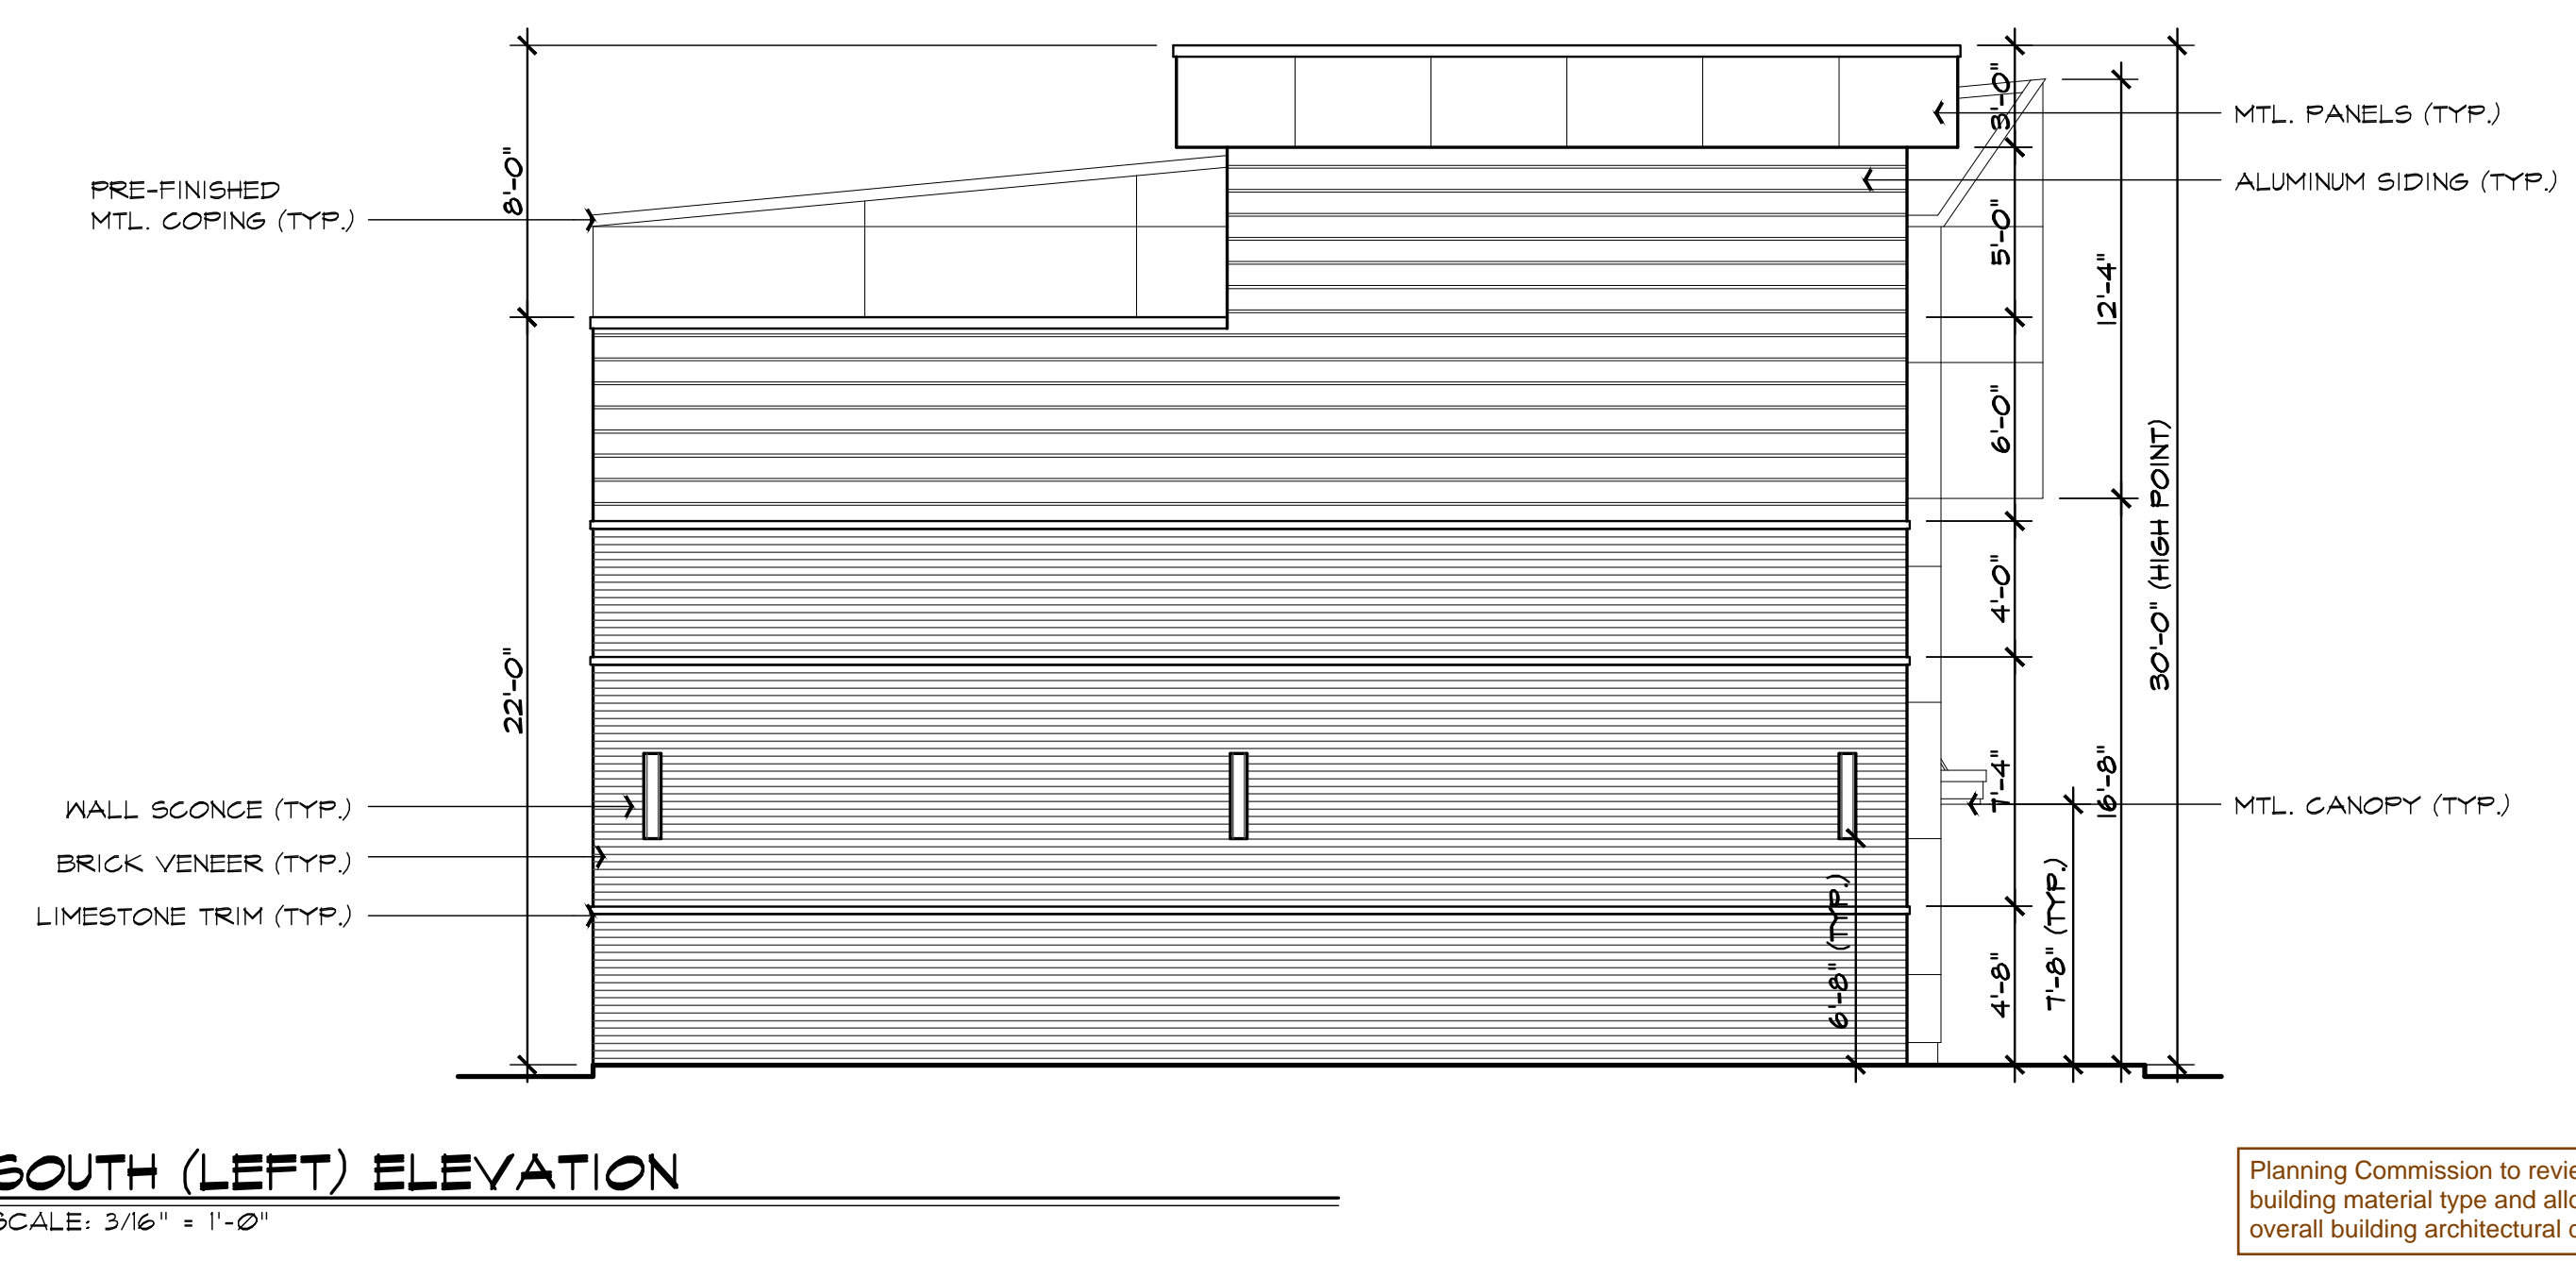 MTL. PANELS (TYP.)
ALUMINUM SIDING (TYP.)
PRE-FINISHED
MTL. COPING (TYP.)
8'-0"
22'-0"
3'-0"
5'-0"
6'-0"
4'-0"
7'-4"
4'-8"
12'-4"
16'-8"
30'-0" (HIGH POINT)
7'-8" (TYP.)
6'-8" (TYP.)
WALL SCONCE (TYP.)
BRICK VENEER (TYP.)
LIMESTONE TRIM (TYP.)
MTL. CANOPY (TYP.)
SOUTH (LEFT) ELEVATION
SCALE: 3/16" = 1'-0"
Planning Commission to
building material type and
overall building architectural